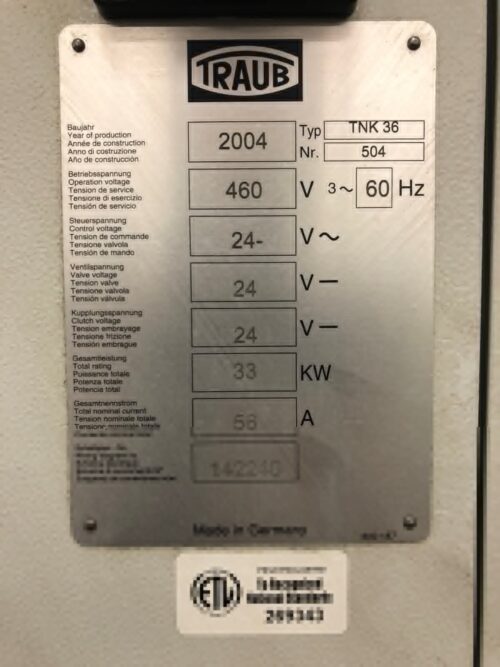 TRAUB
Baujahr
Year of production
Année de construction
Anno di costruzione
Año de construcción
2004
Typ TNK 36
Nr. 504
Betriebsspannung
Operation voltage
Tension de service
Tensione di esercizio
Tensión de servicio
460 V 3~ 60 Hz
Steuerspannung
Control voltage
Tension de commande
Tensione valvola
Tensión de mando
24- V~
Ventilspannung
Valve voltage
Tension valve
Tensione valvola
Tensión válvula
24 V—
Kupplungsspannung
Clutch voltage
Tension embrayage
Tensione frizione
Tensión embrague
24 V—
Gesamtleistung
Total rating
Puissance totale
Potenza totale
Potencia total
33 KW
Gesamtnennstrom
Total nominal current
Tension nominale totale
Tensione nominale totale
56 A
142240
Made in Germany
ETL
269343